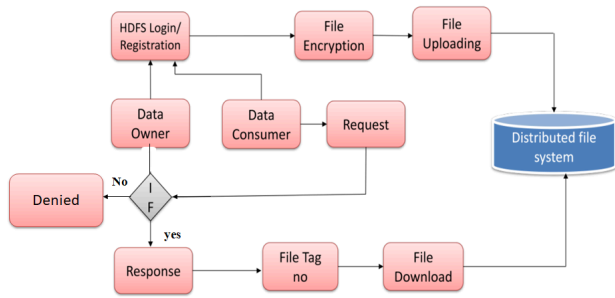 HDFS Login/
Registration
File
Encryption
File
Uploading
Data
Owner
Data
Consumer
Request
Distributed file
system
No
I
F
Denied
yes
Response
File Tag
no
File
Download